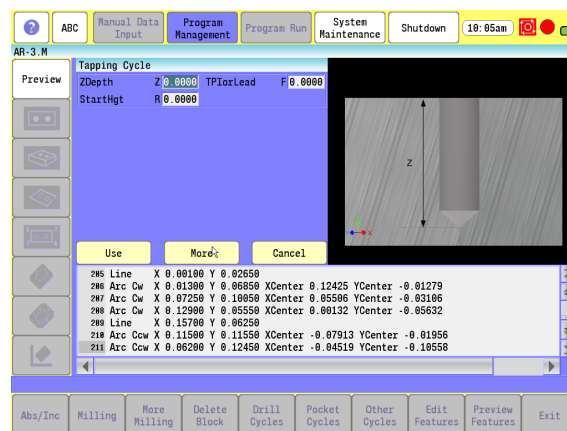 ?
ABC
Manual Data Input
Program Management
Program Run
System Maintenance
Shutdown
10:05am
AR-3.M
Preview
Tapping Cycle
ZDepth Z 0.0000 TPIorLead F 0.0000
StartHgt R 0.0000
Z
X
Use
More
Cancel
205 Line X 0.00100 Y 0.02650
206 Arc Cw X 0.01300 Y 0.06850 XCenter 0.12425 YCenter -0.01279
207 Arc Cw X 0.07250 Y 0.10050 XCenter 0.05506 YCenter -0.03106
208 Arc Cw X 0.12900 Y 0.05550 XCenter 0.00132 YCenter -0.05632
209 Line X 0.15700 Y 0.06250
210 Arc Ccw X 0.11500 Y 0.11550 XCenter -0.07913 YCenter -0.01956
211 Arc Ccw X 0.06200 Y 0.12450 XCenter -0.04519 YCenter -0.10558
Abs/Inc
Milling
More Milling
Delete Block
Drill Cycles
Pocket Cycles
Other Cycles
Edit Features
Preview Features
Exit